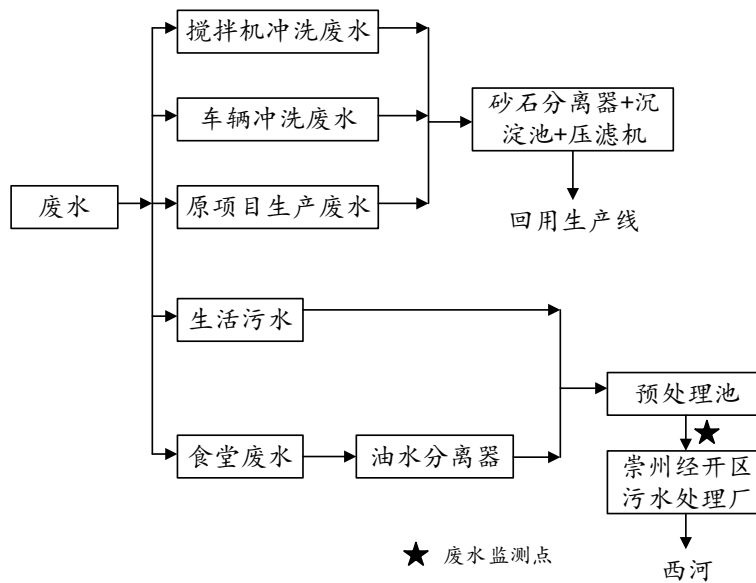 搅拌机冲洗废水
车辆冲洗废水
砂石分离器+沉
淀池+压滤机
废水
原项目生产废水
回用生产线
生活污水
预处理池
食堂废水
油水分离器
崇州经开区
污水处理厂
废水监测点
西河